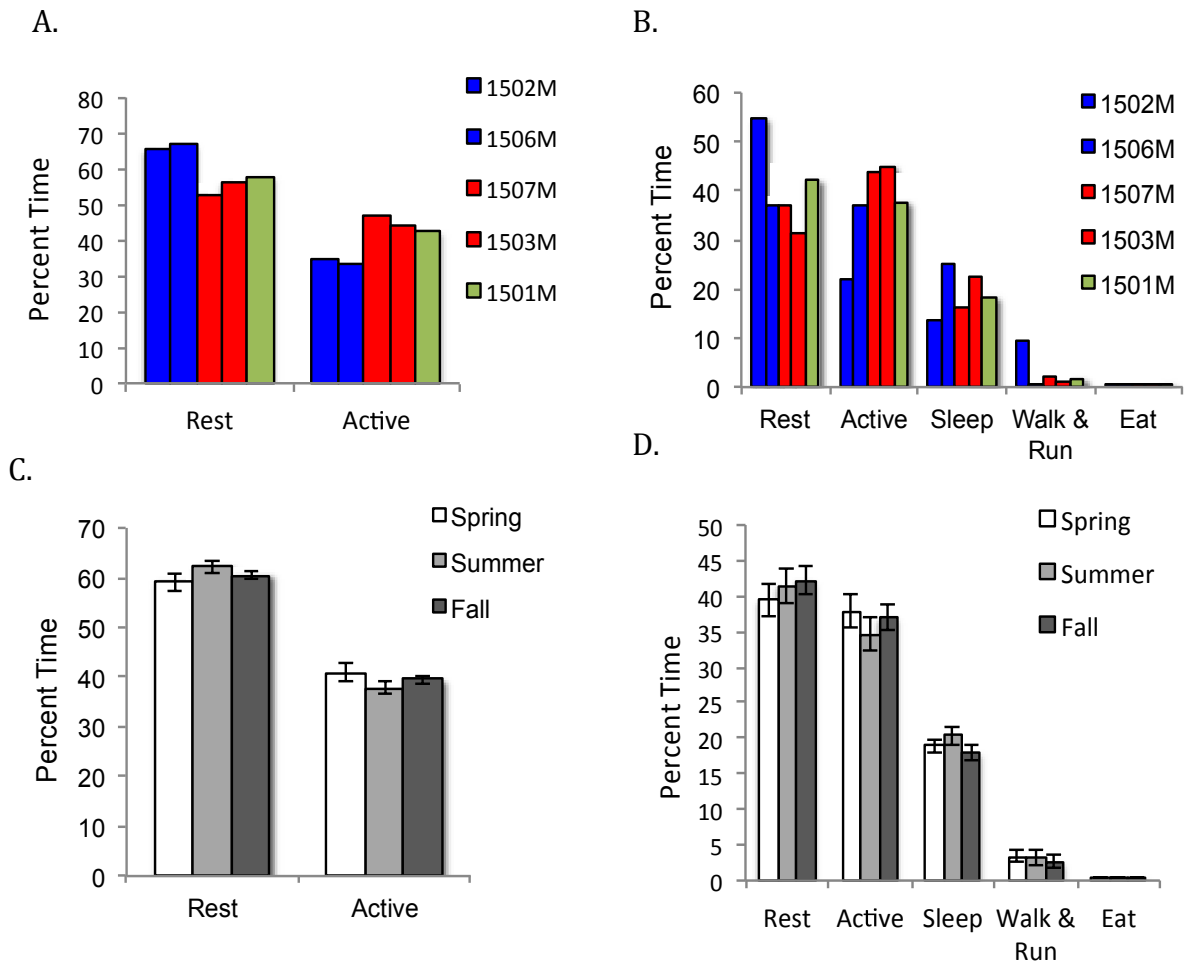 A.
80
70
60
50
40
30
20
10
0
Percent Time
Rest Active
1502M
1506M
1507M
1503M
1501M
B.
60
50
40
30
20
10
0
Percent Time
Rest Active Sleep Walk & Eat
Run
1502M
1506M
1507M
1503M
1501M
C.
70
60
50
40
30
20
10
0
Percent Time
Rest Active
Spring
Summer
Fall
D.
50
45
40
35
30
25
20
15
10
5
0
Percent Time
Rest Active Sleep Walk & Eat
Run
Spring
Summer
Fall